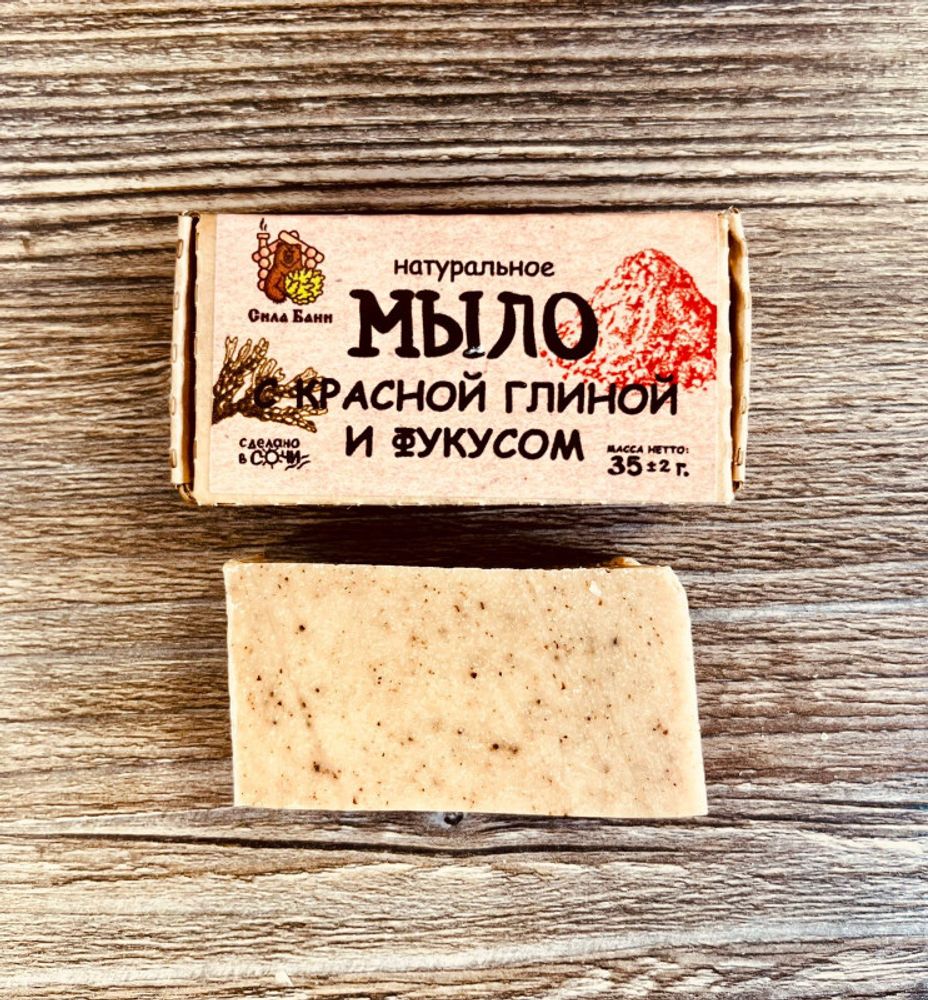 Сила Бани
натуральное
МЫЛО
С КРАСНОЙ ГЛИНОЙ
И ФУКУСОМ
сделано
в СОЧИ
МАССА НЕТТО:
35±2 г.